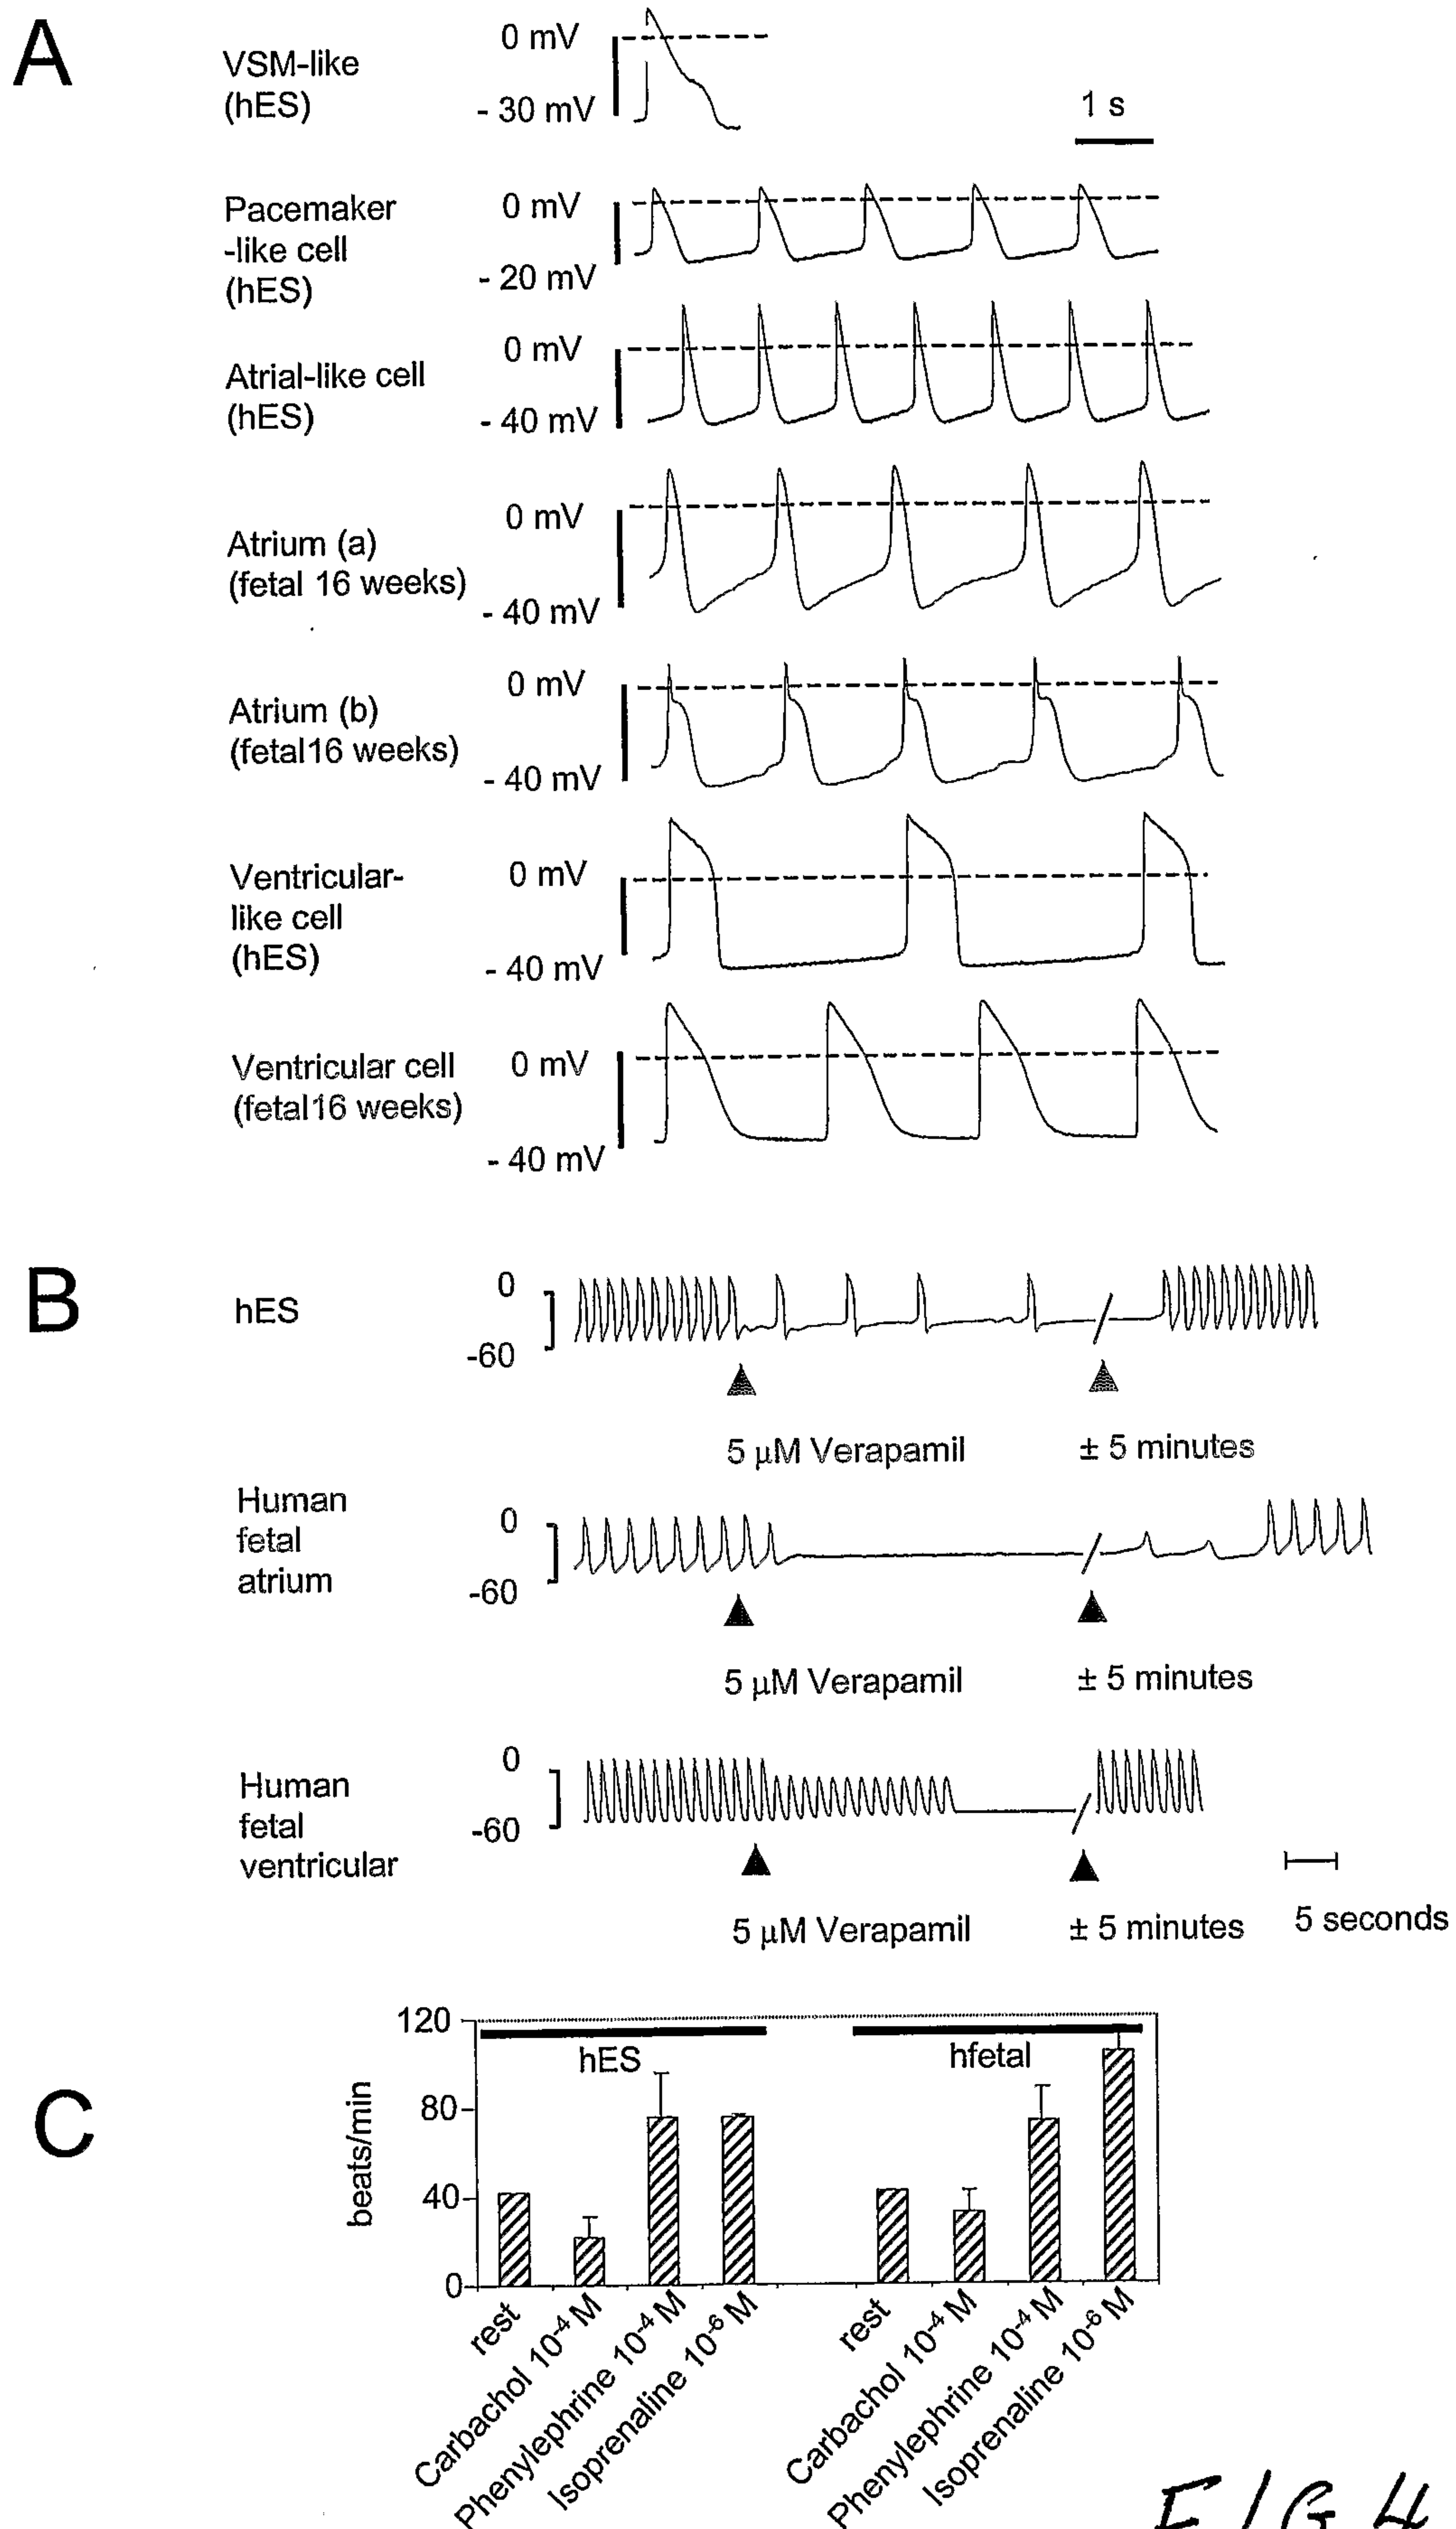 A
VSM-like
(hES)
0 mV
- 30 mV
1 s
Pacemaker
-like cell
(hES)
0 mV
- 20 mV
Atrial-like cell
(hES)
0 mV
- 40 mV
Atrium (a)
(fetal 16 weeks)
0 mV
- 40 mV
Atrium (b)
(fetal16 weeks)
0 mV
- 40 mV
Ventricular-
like cell
(hES)
0 mV
- 40 mV
Ventricular cell
(fetal16 weeks)
0 mV
- 40 mV
B
hES
0
-60
5 μM Verapamil
± 5 minutes
Human
fetal
atrium
0
-60
5 μM Verapamil
± 5 minutes
Human
fetal
ventricular
0
-60
5 μM Verapamil
± 5 minutes
5 seconds
C
beats/min
120
80
40
0
hES
hfetal
rest
Carbachol 10⁻⁴ M
Phenylephrine 10⁻⁴ M
Isoprenaline 10⁻⁶ M
rest
Carbachol 10⁻⁴ M
Phenylephrine 10⁻⁴ M
Isoprenaline 10⁻⁶ M
FIG 4